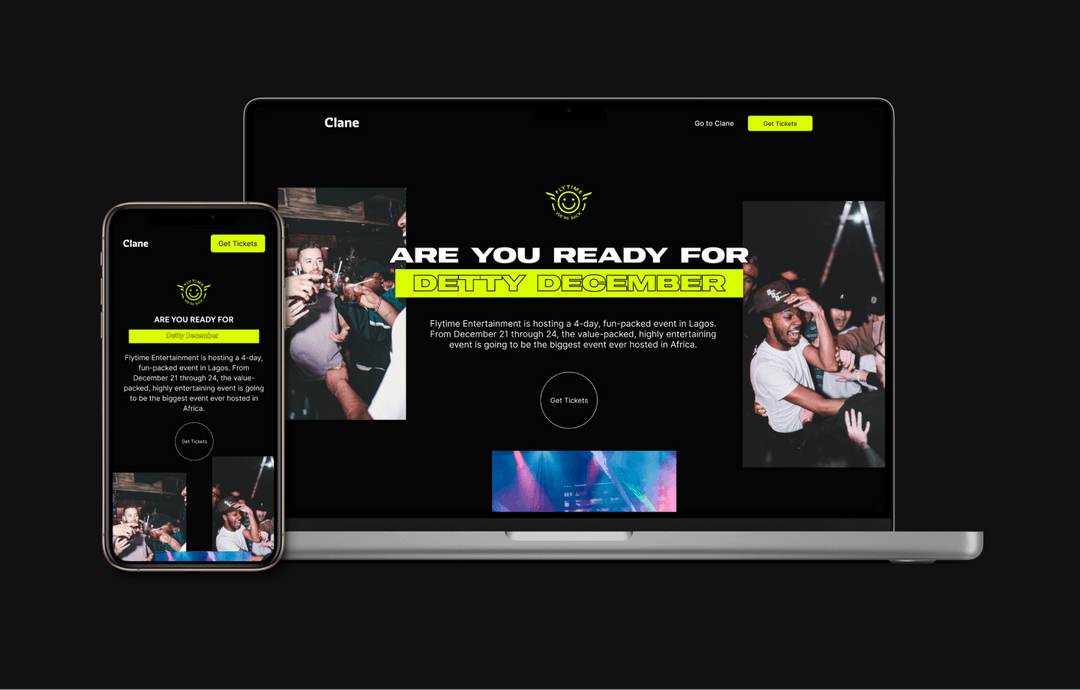 Clane
Go to Clane
Get Tickets
FLYTIME
WE'RE BACK
ARE YOU READY FOR
DETTY DECEMBER
Flytime Entertainment is hosting a 4-day, fun-packed event in Lagos.
From December 21 through 24, the value-packed, highly entertaining
event is going to be the biggest event ever hosted in Africa.
Get Tickets
Clane
Get Tickets
FLYTIME
WE'RE BACK
ARE YOU READY FOR
Detty December
Flytime Entertainment is hosting a 4-day,
fun-packed event in Lagos. From
December 21 through 24, the value-
packed, highly entertaining event is going
to be the biggest event ever hosted in
Africa.
Get Tickets